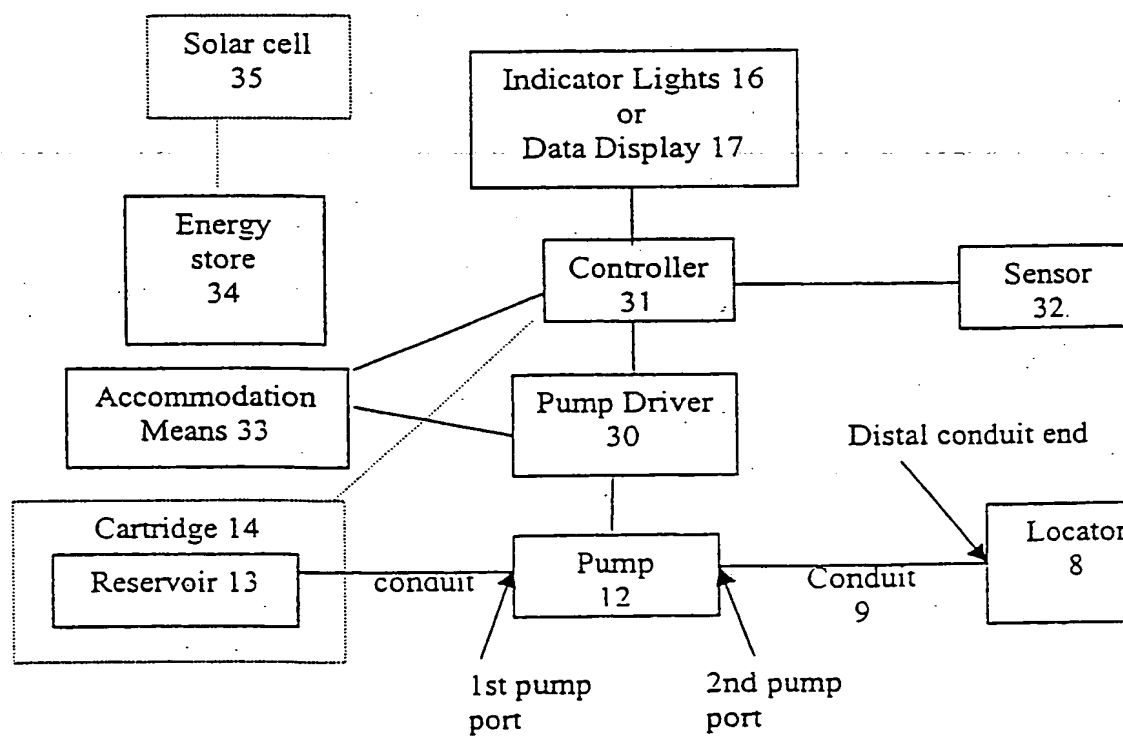 Solar cell
35
Indicator Lights 16
or
Data Display 17
Energy
store
34
Controller
31
Sensor
32.
Accommodation
Means 33
Pump Driver
30
Distal conduit end
Cartridge 14
Reservoir 13
conduit
Pump
12
Conduit
9
Locator
8
1st pump
port
2nd pump
port